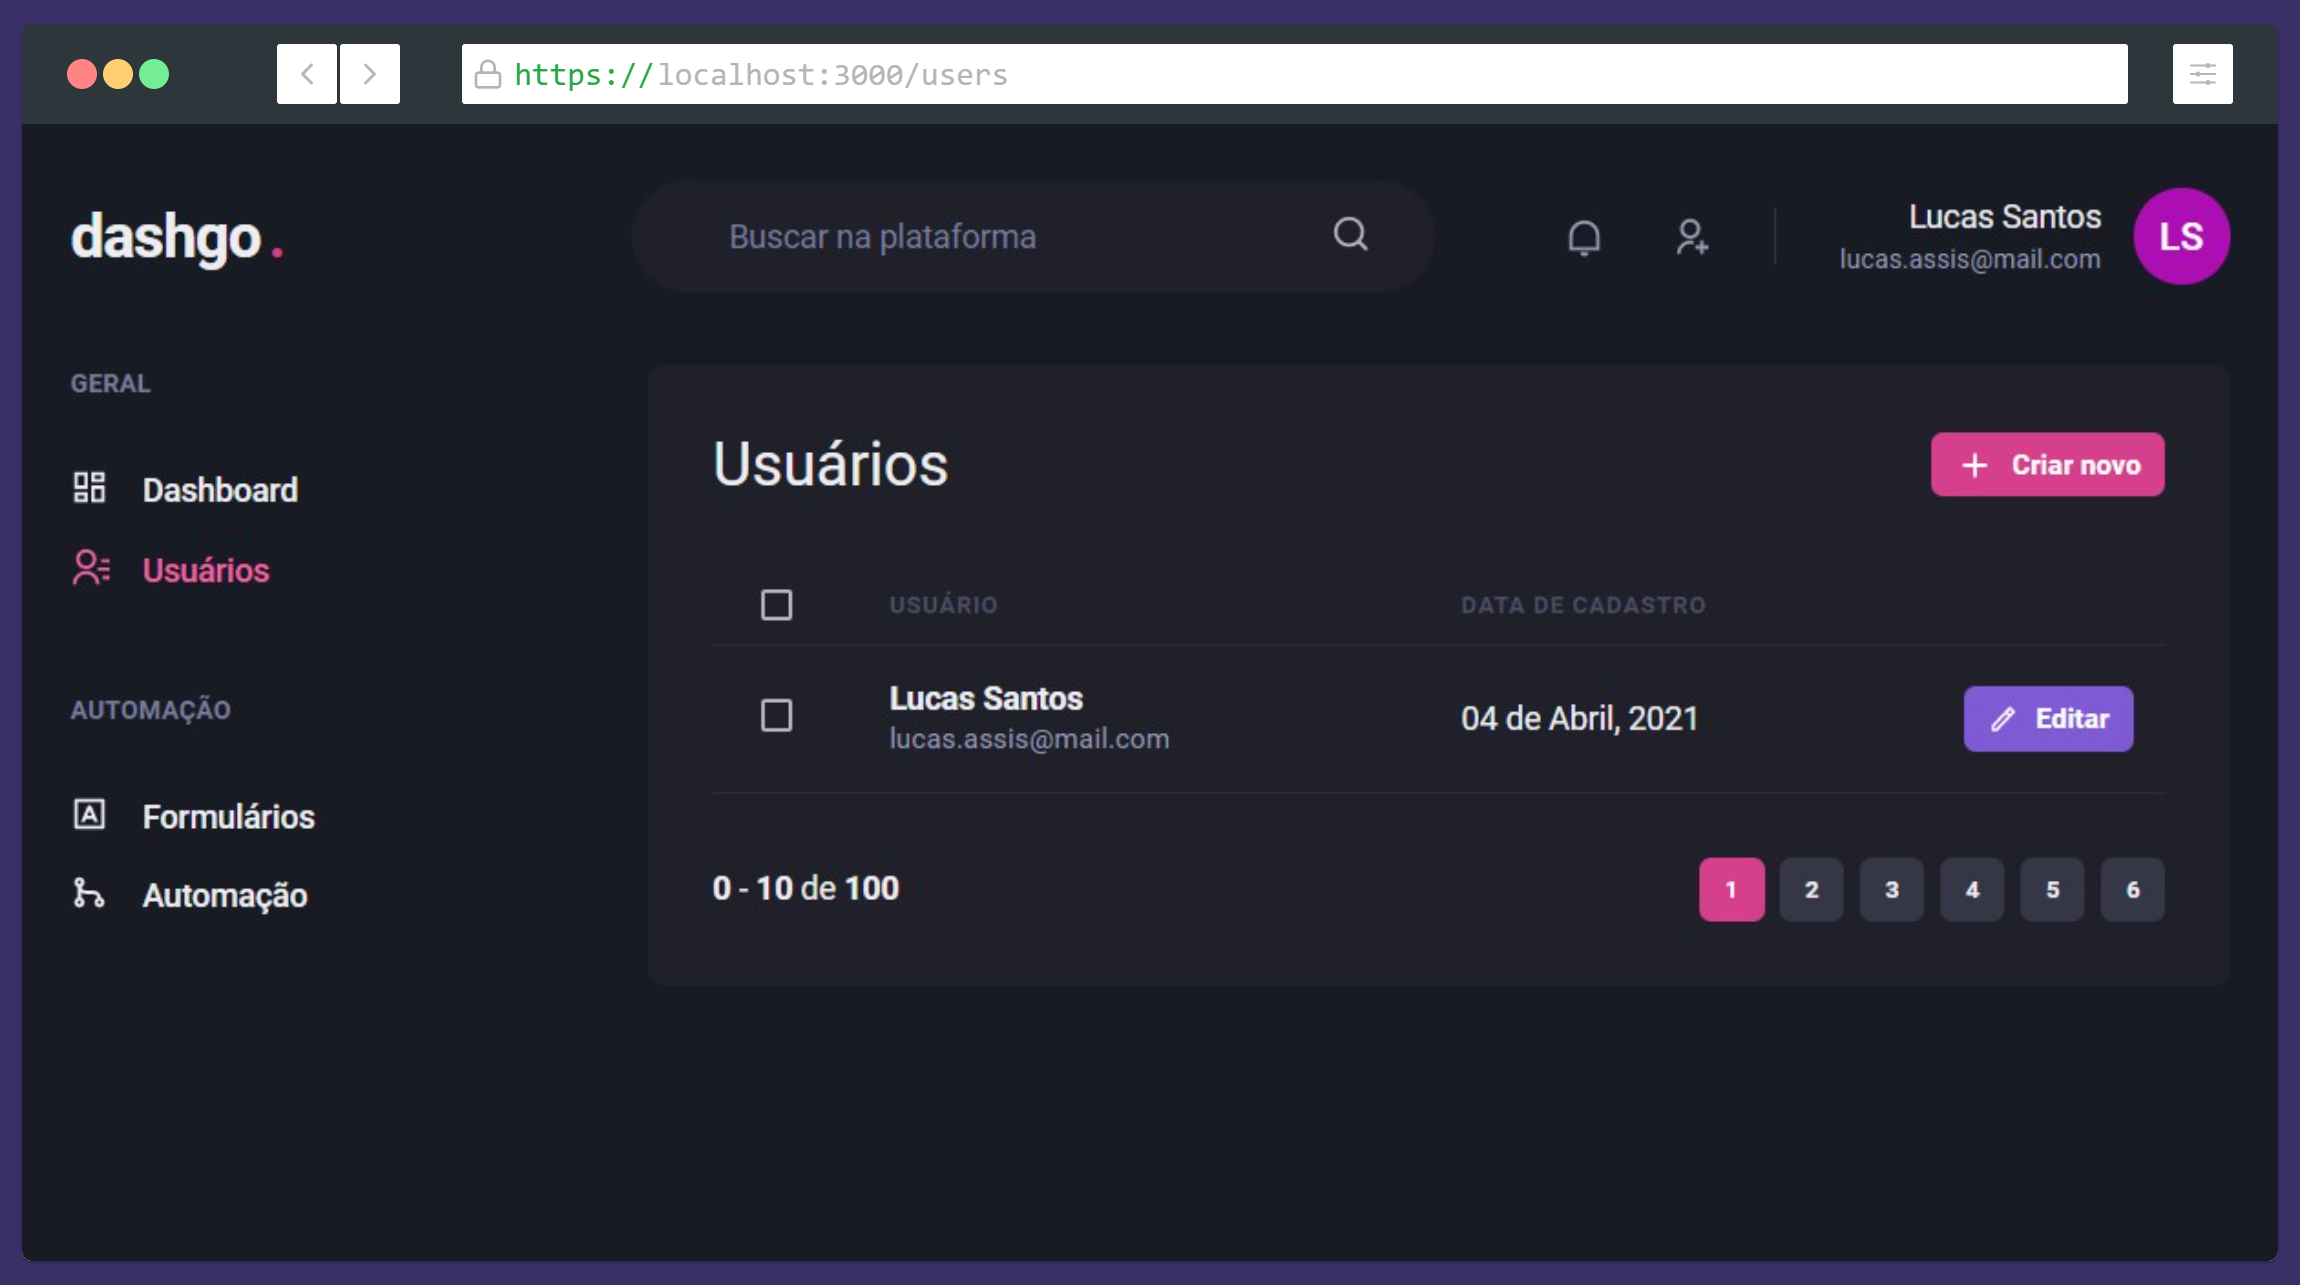 https://localhost:3000/users
dashgo.
Buscar na plataforma
Lucas Santos
lucas.assis@mail.com
LS
GERAL
Dashboard
Usuários
AUTOMAÇÃO
Formulários
Automação
Usuários
Criar novo
USUÁRIO DATA DE CADASTRO
Lucas Santos
lucas.assis@mail.com
04 de Abril, 2021
Editar
0 - 10 de 100
1 2 3 4 5 6